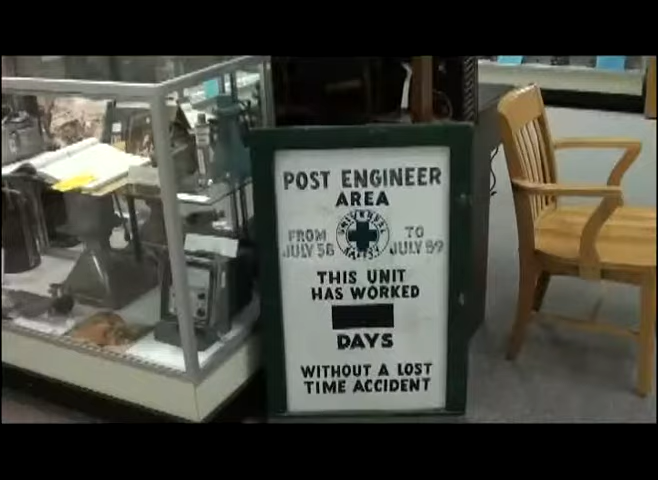 POST ENGINEER
AREA
FROM TO
JULY 58 JULY 59
THIS UNIT
HAS WORKED
DAYS
WITHOUT A LOST
TIME ACCIDENT